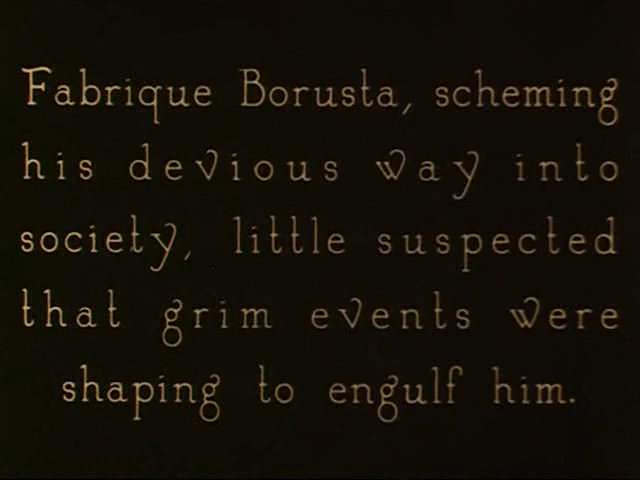 Fabrique Borusta, scheming
his devious way into
society, little suspected
that grim events were
shaping to engulf him.